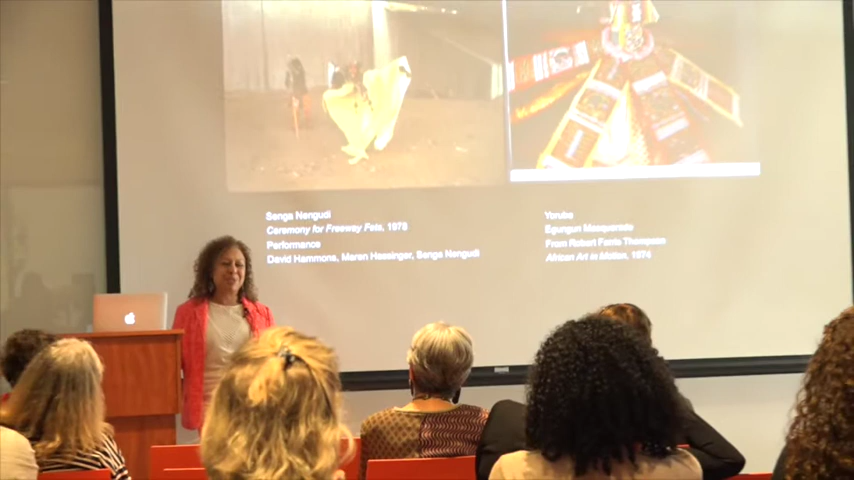 Senga Nengudi
Ceremony for Freeway Fets, 1978
Performance
David Hammons, Maren Hassinger, Senga Nengudi
Yoruba
Egungun Masquerade
From Robert Farris Thompson
African Art in Motion, 1974